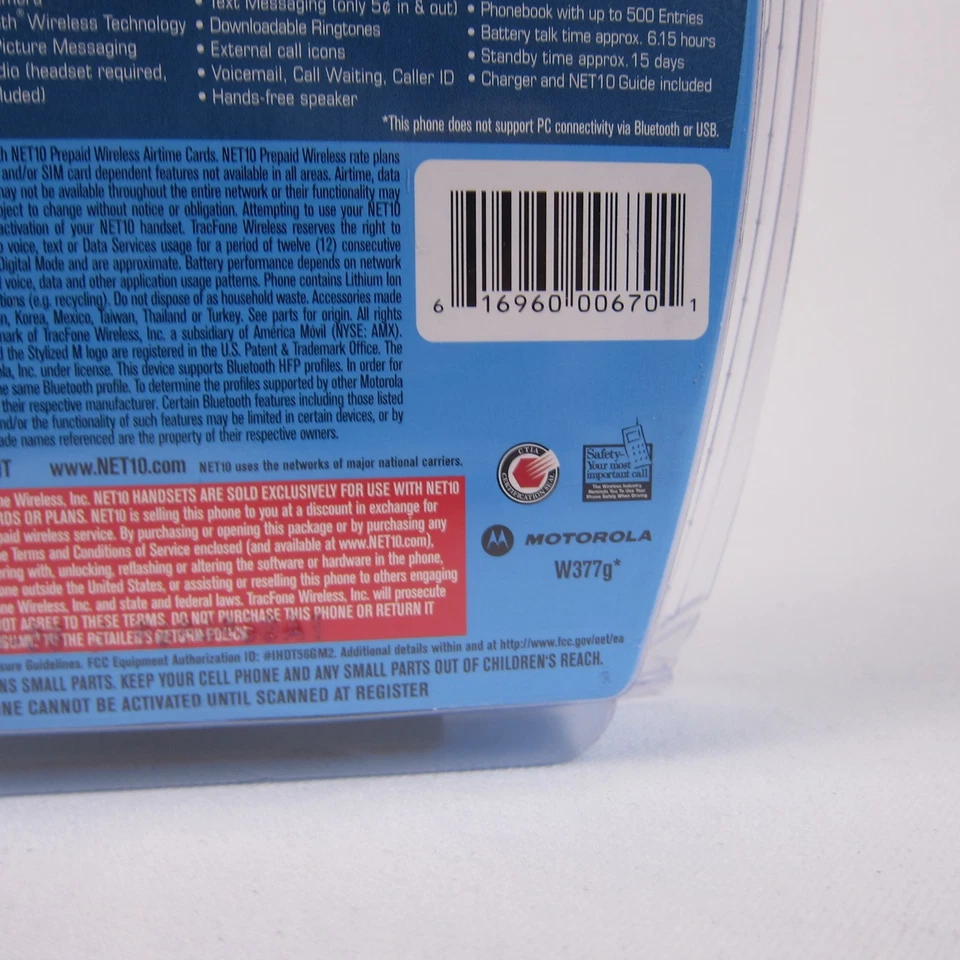 Wireless Technology
Picture Messaging
(headset required,
• Text Messaging (only 5¢ in & out)
• Downloadable Ringtones
• External call icons
• Voicemail, Call Waiting, Caller ID
• Hands-free speaker
• Phonebook with up to 500 Entries
• Battery talk time approx. 6.15 hours
• Standby time approx. 15 days
• Charger and NET10 Guide included
*This phone does not support PC connectivity via Bluetooth or USB.
NET10 Prepaid Wireless Airtime Cards. NET10 Prepaid Wireless rate plans
and/or SIM card dependent features not available in all areas. Airtime, data
may not be available throughout the entire network or their functionality may
to change without notice or obligation. Attempting to use your NET10
activation of your NET10 handset. TracFone Wireless reserves the right to
voice, text or Data Services usage for a period of twelve (12) consecutive
Digital Mode and are approximate. Battery performance depends on network
voice, data and other application usage patterns. Phone contains Lithium Ion
(e.g. recycling). Do not dispose of as household waste. Accessories made
Korea, Mexico, Taiwan, Thailand or Turkey. See parts for origin. All rights
of TracFone Wireless, Inc. a subsidiary of América Móvil (NYSE: AMX).
the Stylized M logo are registered in the U.S. Patent & Trademark Office. The
Inc. under license. This device supports Bluetooth HFP profiles. In order for
same Bluetooth profile. To determine the profiles supported by other Motorola
their respective manufacturer. Certain Bluetooth features including those listed
and/or the functionality of such features may be limited in certain devices, or by
names referenced are the property of their respective owners.
6 16960 00670 1
www.NET10.com NET10 uses the networks of major national carriers.
CTIA
CERTIFICATION SEAL
Safety-
Your most
important call
The Wireless Industry
Reminds You To Use Your
Phone Safely When Driving
MOTOROLA
W377g*
Wireless, Inc. NET10 HANDSETS ARE SOLD EXCLUSIVELY FOR USE WITH NET10
OR PLANS. NET10 is selling this phone to you at a discount in exchange for
wireless service. By purchasing or opening this package or by purchasing any
Terms and Conditions of Service enclosed (and available at www.NET10.com),
with, unlocking, reflashing or altering the software or hardware in the phone,
outside the United States, or assisting or reselling this phone to others engaging
Wireless, Inc. and state and federal laws. TracFone Wireless, Inc. will prosecute
AGREE TO THESE TERMS. DO NOT PURCHASE THIS PHONE OR RETURN IT
TO THE RETAILER'S RETURN POLICY
Guidelines. FCC Equipment Authorization ID: #IHDT56GM2. Additional details within and at http://www.fcc.gov/oet/ea
SMALL PARTS. KEEP YOUR CELL PHONE AND ANY SMALL PARTS OUT OF CHILDREN'S REACH.
CANNOT BE ACTIVATED UNTIL SCANNED AT REGISTER